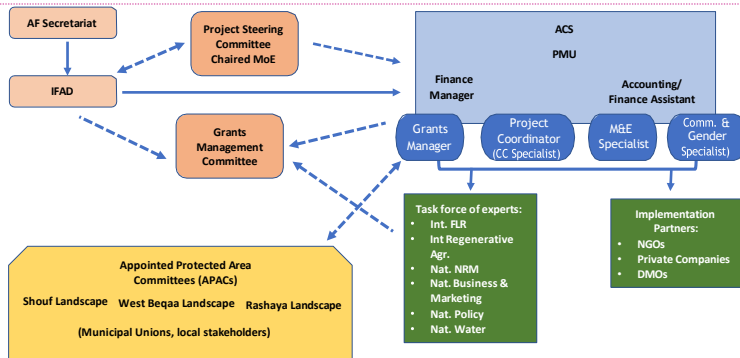 AF Secretariat
Project Steering
Committee
Chaired MoE
ACS
PMU
IFAD
Finance
Manager
Accounting/
Finance Assistant
Grants
Management
Committee
Grants
Manager
Project
Coordinator
(CC Specialist)
M&E
Specialist
Comm. &
Gender
Specialist)
Task force of experts:
• Int. FLR
• Int Regenerative
Agr.
• Nat. NRM
• Nat. Business &
Marketing
• Nat. Policy
• Nat. Water
Implementation
Partners:
• NGOs
• Private Companies
• DMOs
Appointed Protected Area
Committees (APACs)
Shouf Landscape West Beqaa Landscape Rashaya Landscape
(Municipal Unions, local stakeholders)